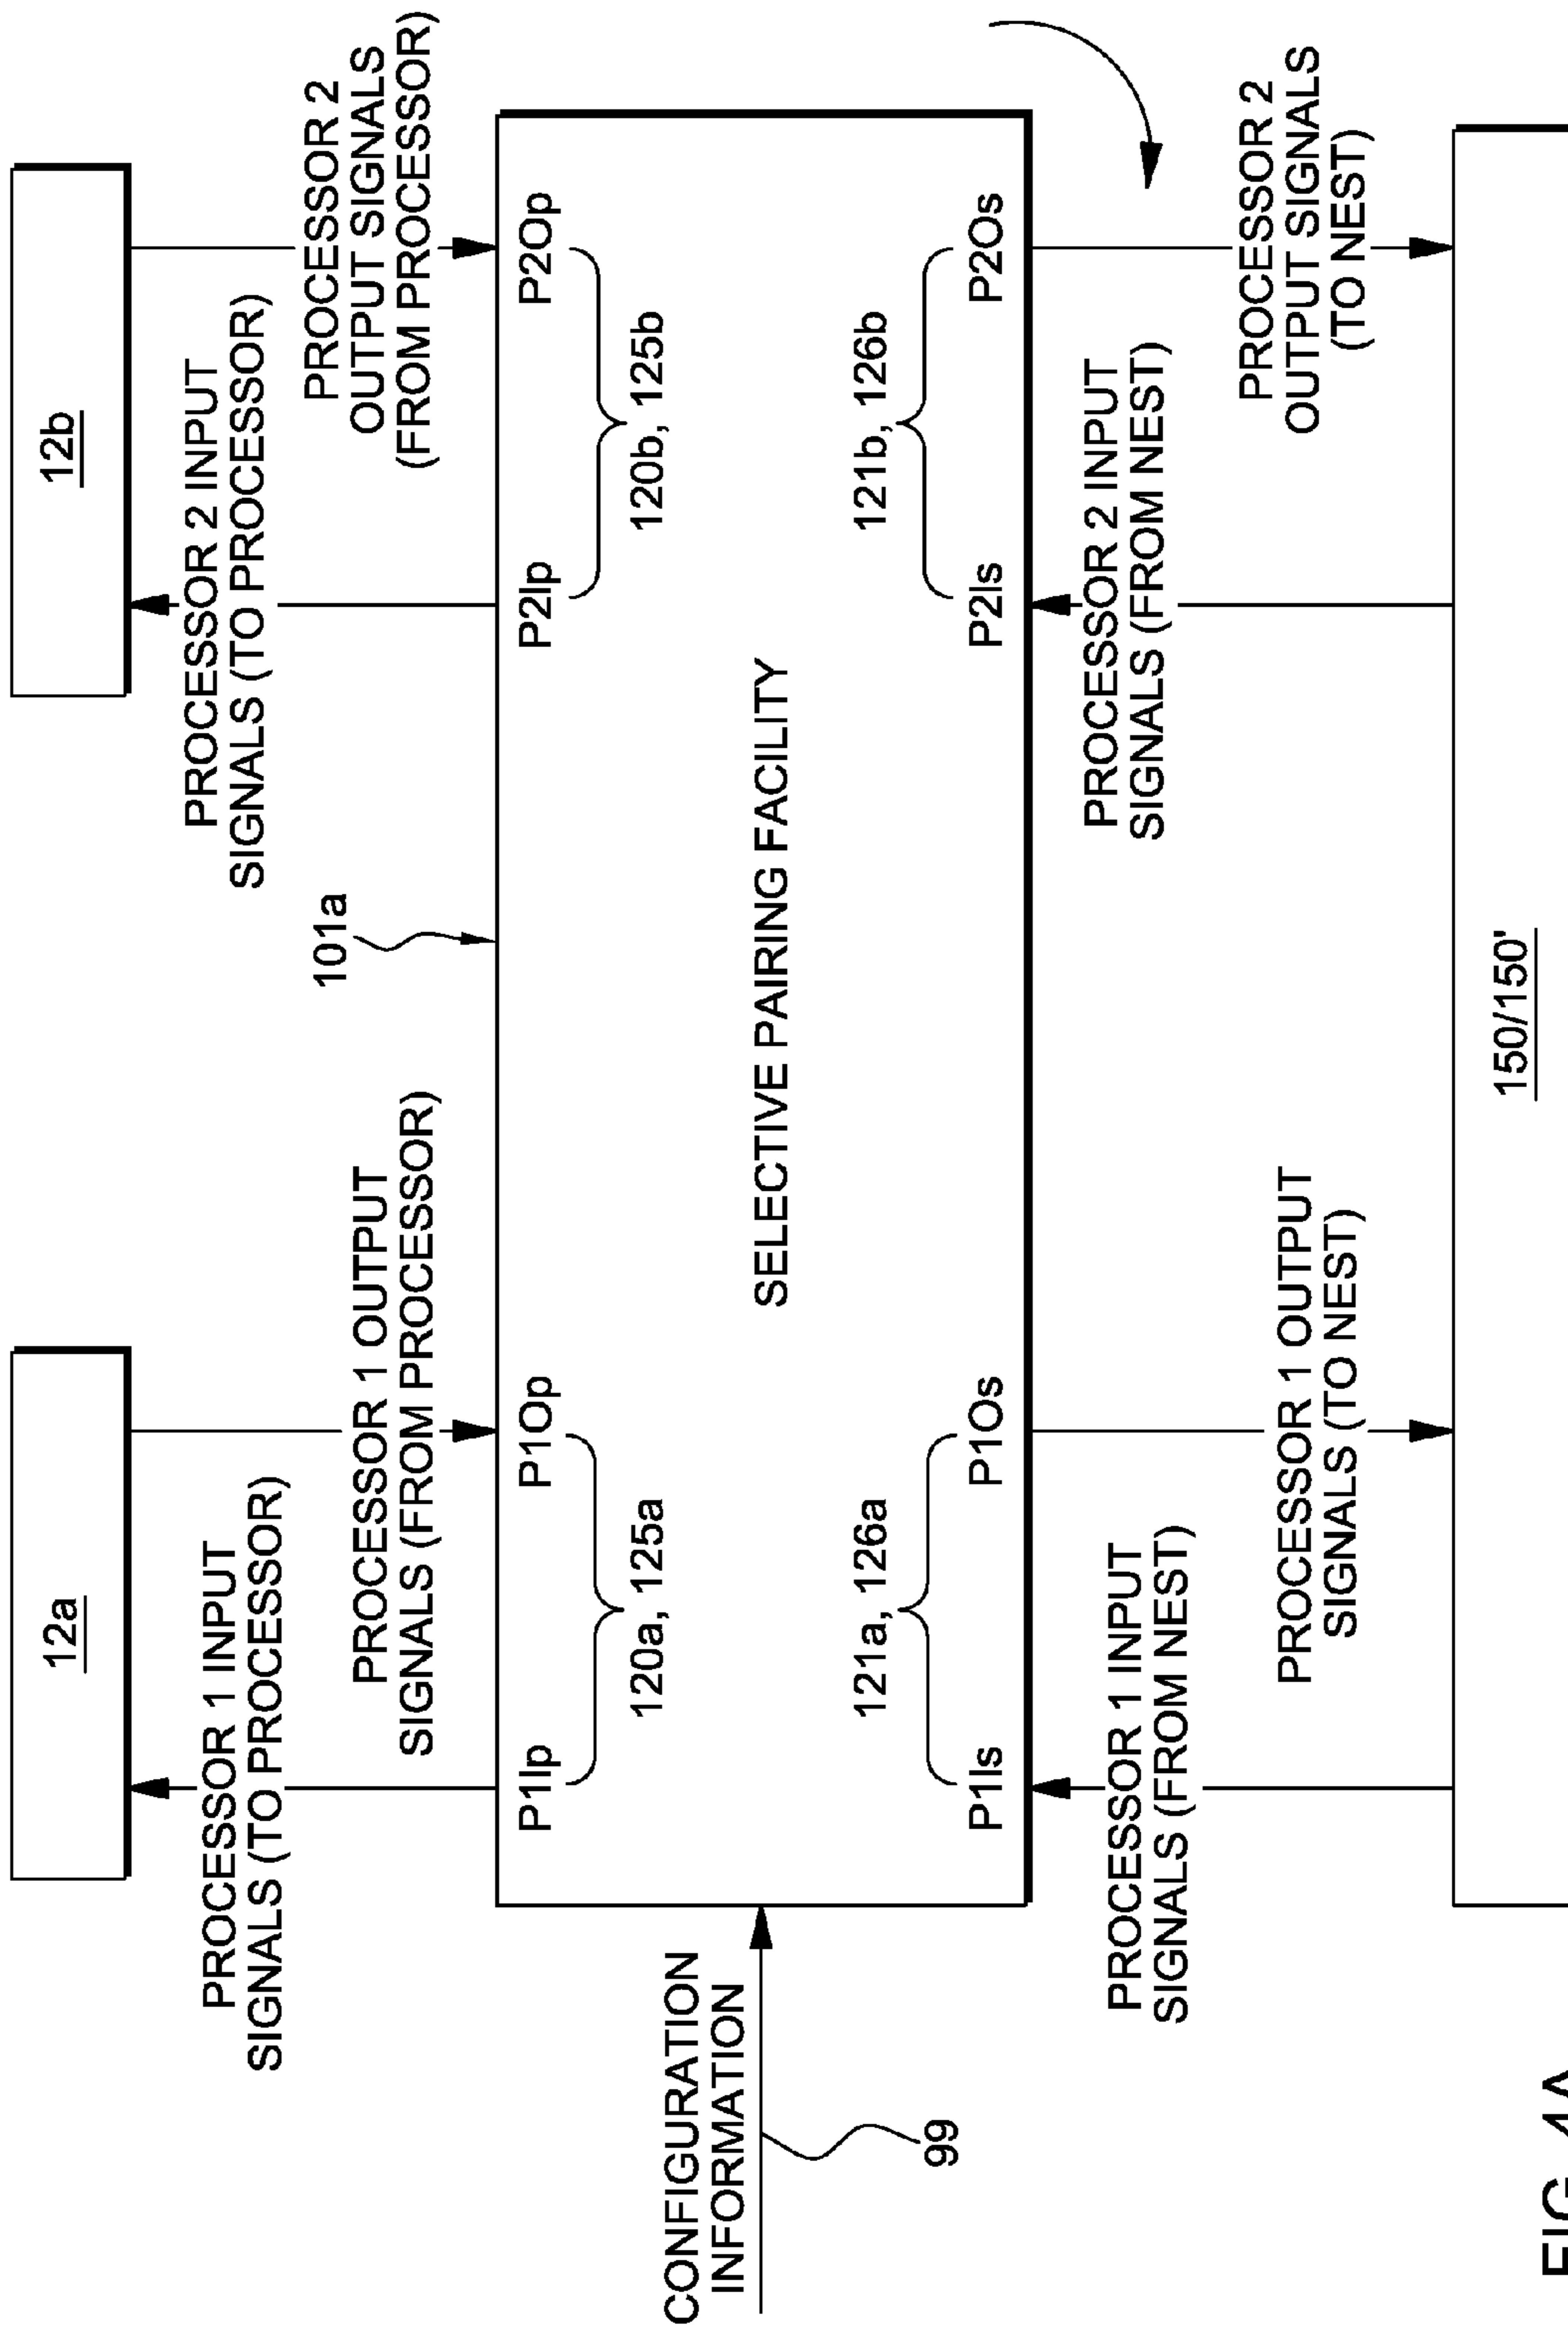 12a
12b
PROCESSOR 1 INPUT
SIGNALS (TO PROCESSOR)
PROCESSOR 1 OUTPUT
SIGNALS (FROM PROCESSOR)
101a
PROCESSOR 2 INPUT
SIGNALS (TO PROCESSOR)
PROCESSOR 2
OUTPUT SIGNALS
(FROM PROCESSOR)
P1Ip
P1Op
P2Ip
P2Op
120a, 125a
120b, 125b
CONFIGURATION
INFORMATION
99
SELECTIVE PAIRING FACILITY
121a, 126a
121b, 126b
P1Is
P1Os
P2Is
P2Os
PROCESSOR 1 INPUT
SIGNALS (FROM NEST)
PROCESSOR 1 OUTPUT
SIGNALS (TO NEST)
PROCESSOR 2 INPUT
SIGNALS (FROM NEST)
PROCESSOR 2
OUTPUT SIGNALS
(TO NEST)
150/150'
FIG. 4A